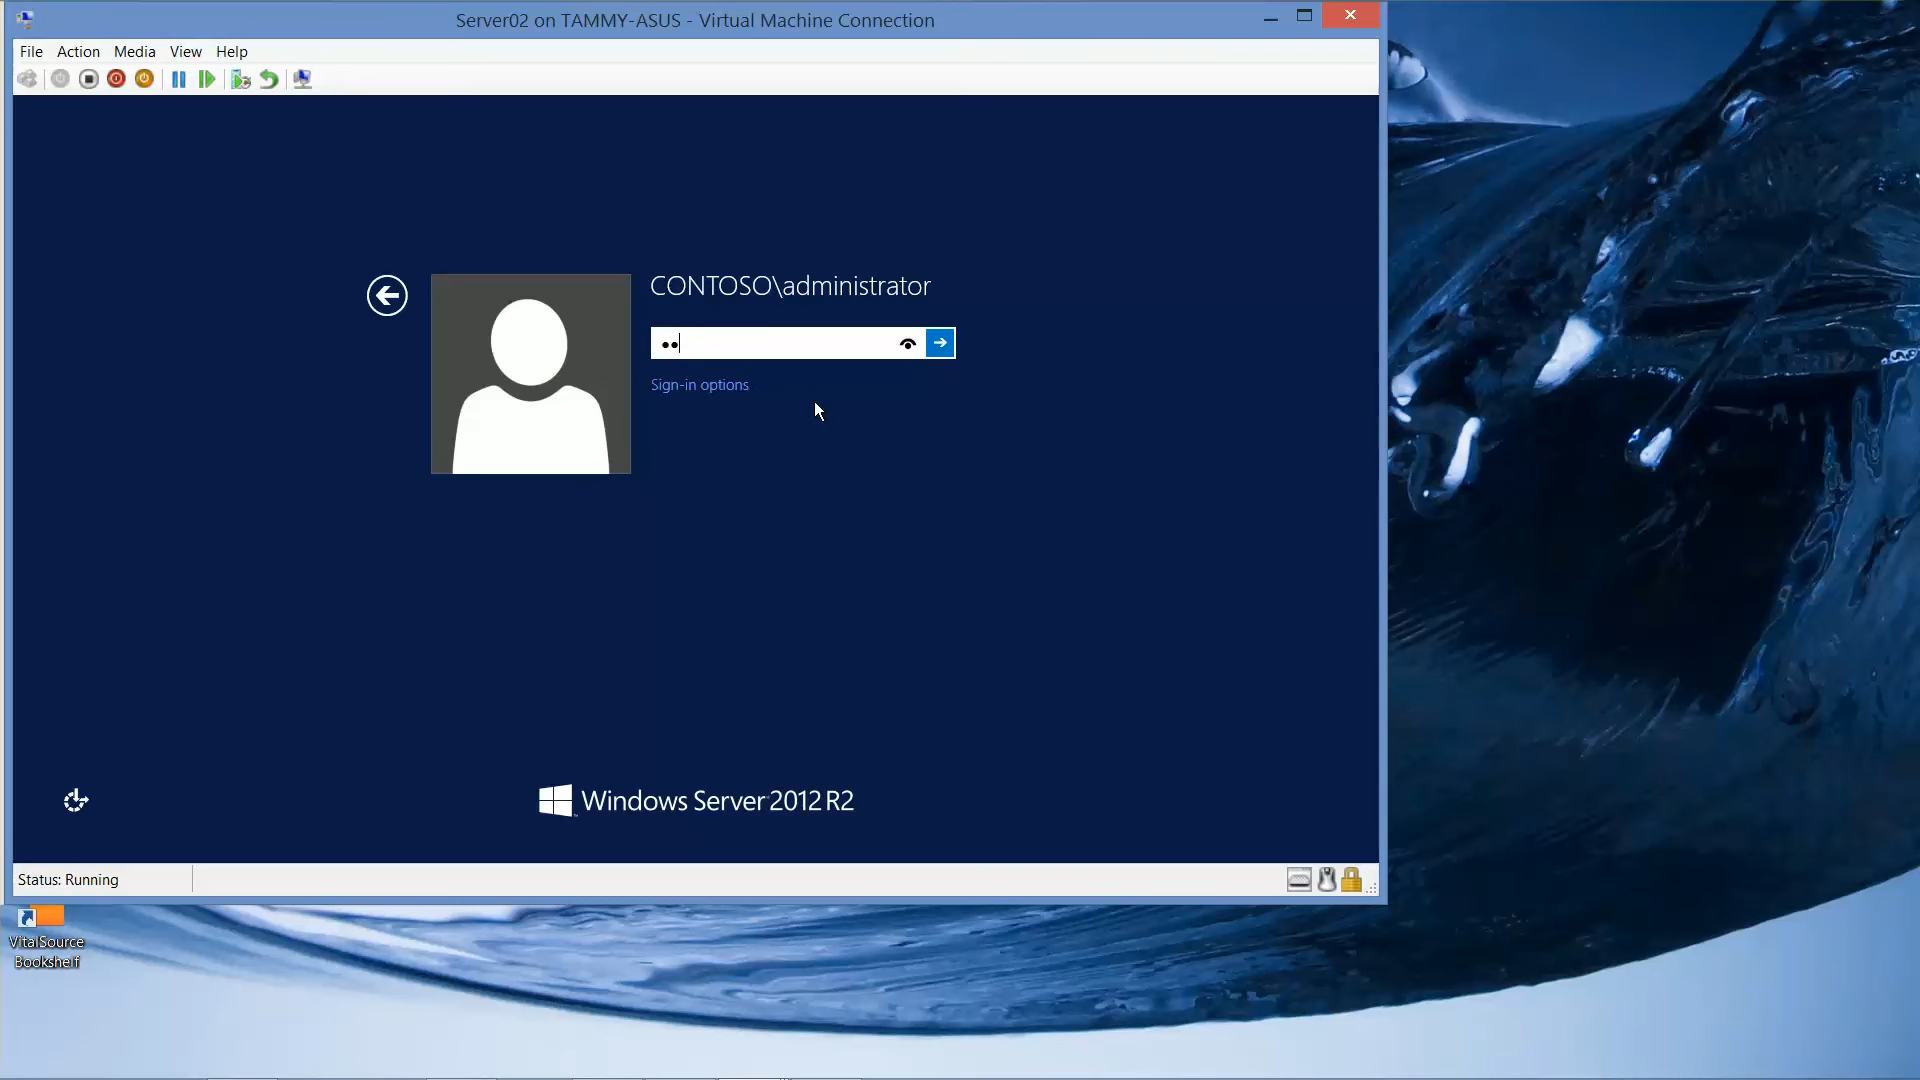 Server02 on TAMMY-ASUS - Virtual Machine Connection
File Action Media View Help
CONTOSO\administrator
••
Sign-in options
Windows Server 2012 R2
Status: Running
VitalSource
Bookshelf